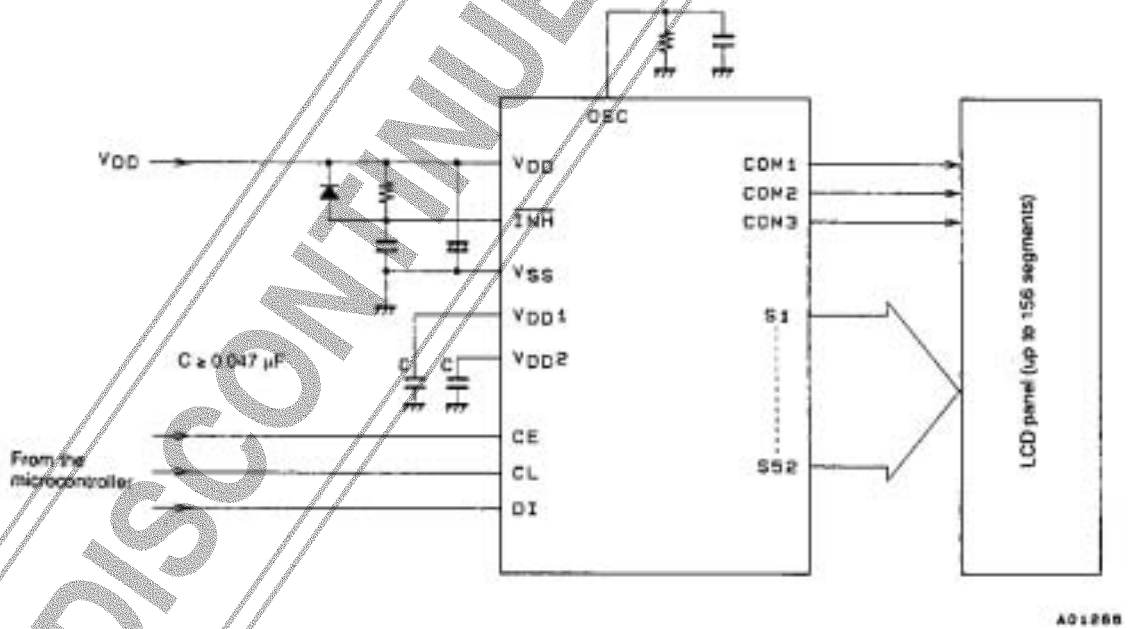 DISCONTINUE
OSC
VDD
VDD
INH
VSS
VDD1
VDD2
C ≥ 0.047 µF
C
C
CE
CL
DI
From the
microcontroller
COM1
COM2
COM3
S1
S52
LCD panel (up to 156 segments)
A01266